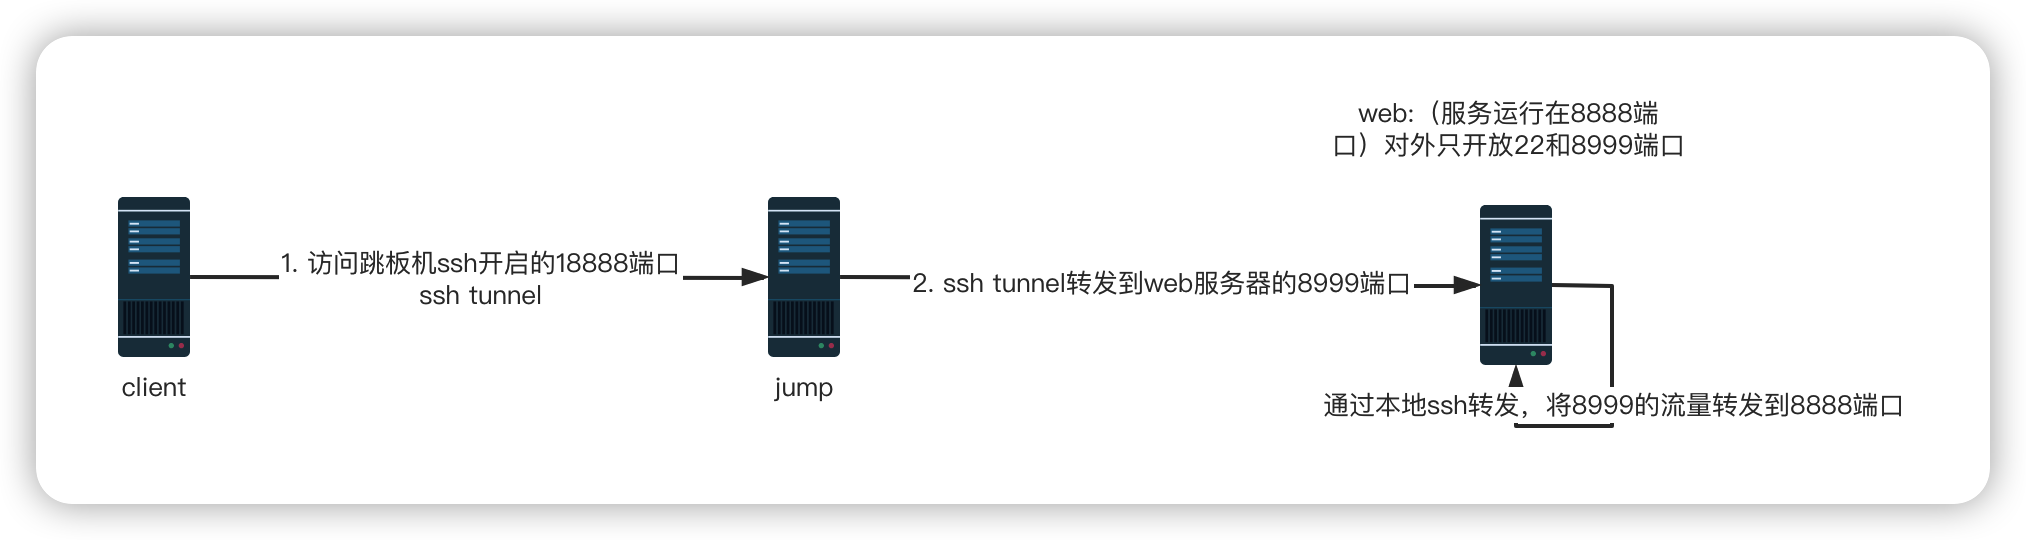 web:（服务运行在8888端
口）对外只开放22和8999端口
1. 访问跳板机ssh开启的18888端口
ssh tunnel
2. ssh tunnel转发到web服务器的8999端口
client
jump
通过本地ssh转发，将8999的流量转发到8888端口